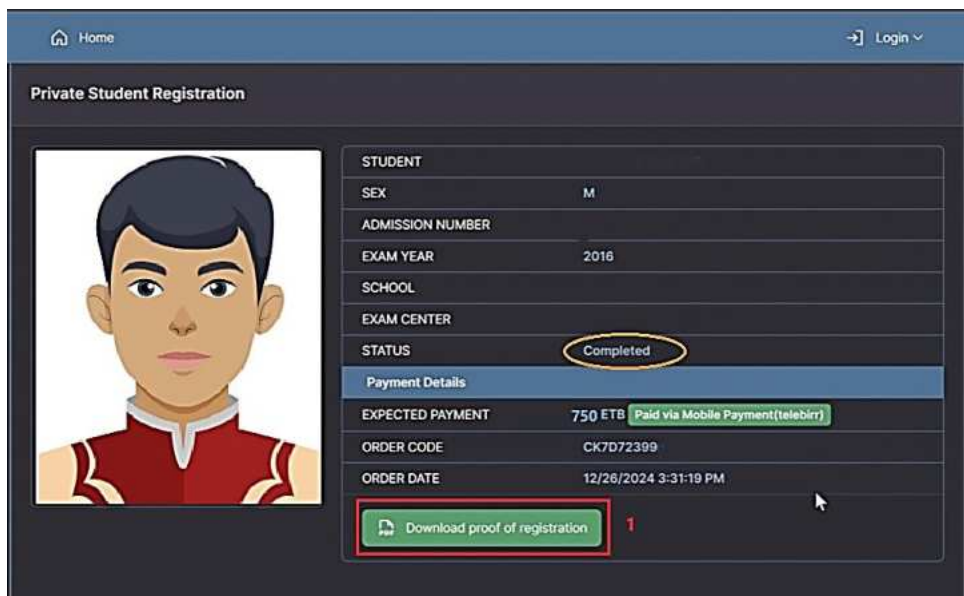 Home
Login
Private Student Registration
STUDENT
SEX M
ADMISSION NUMBER
EXAM YEAR 2016
SCHOOL
EXAM CENTER
STATUS Completed
Payment Details
EXPECTED PAYMENT 750 ETB Paid via Mobile Payment(telebirr)
ORDER CODE CK7D72399
ORDER DATE 12/26/2024 3:31:19 PM
PDF Download proof of registration 1